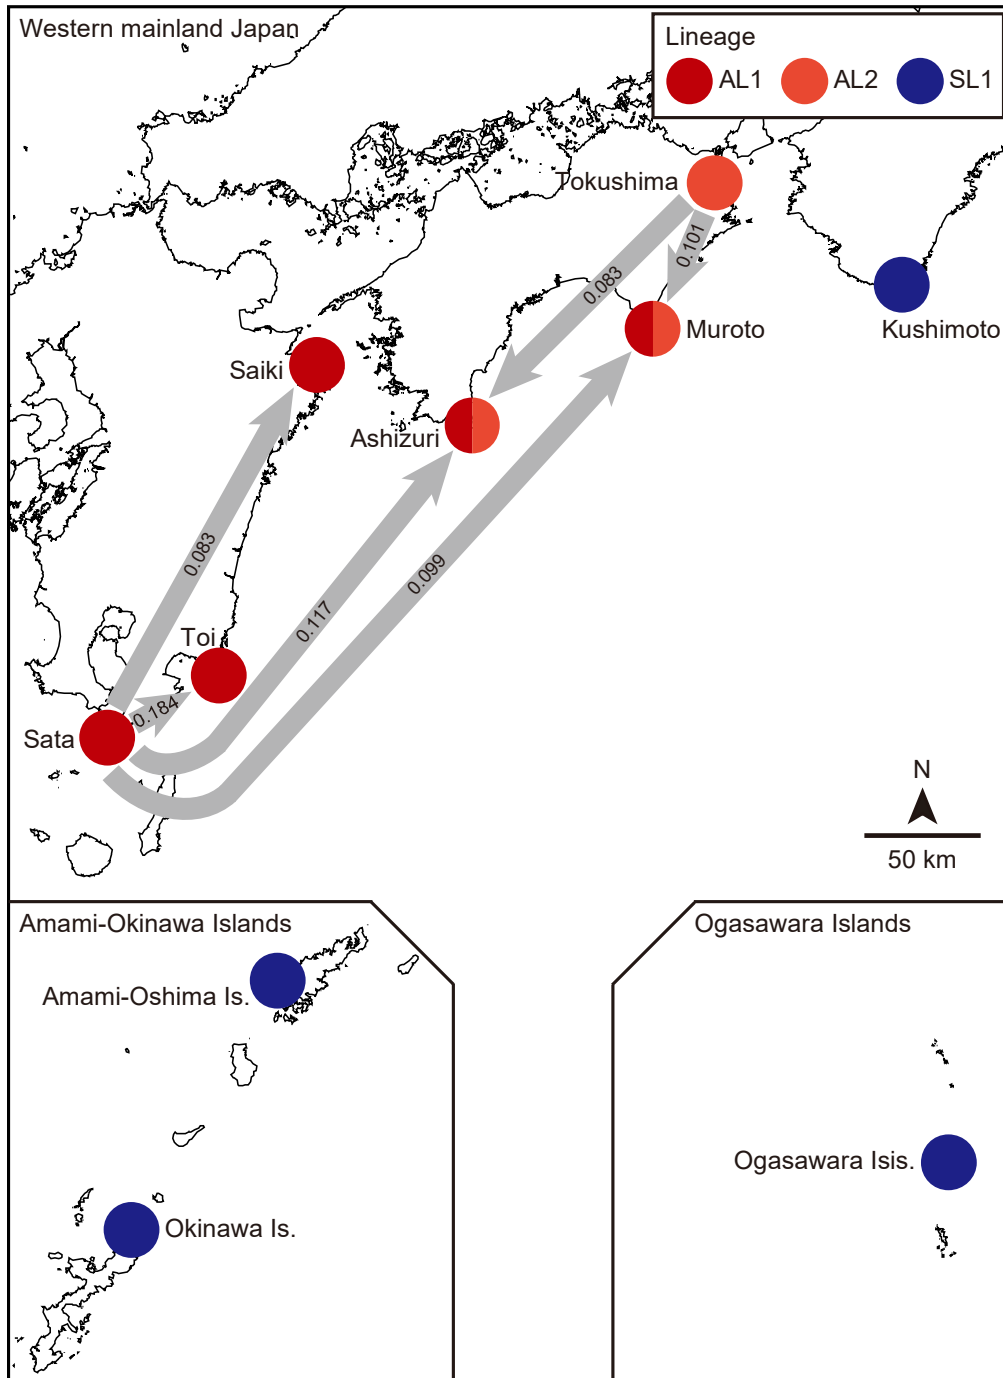 Western mainland Japan
Lineage
AL1
AL2
SL1
Tokushima
0.101
0.083
Kushimoto
Muroto
Saiki
Ashizuri
0.083
0.099
0.117
Toi
0.184
Sata
N
50 km
Amami-Okinawa Islands
Ogasawara Islands
Amami-Oshima Is.
Ogasawara Isis.
Okinawa Is.